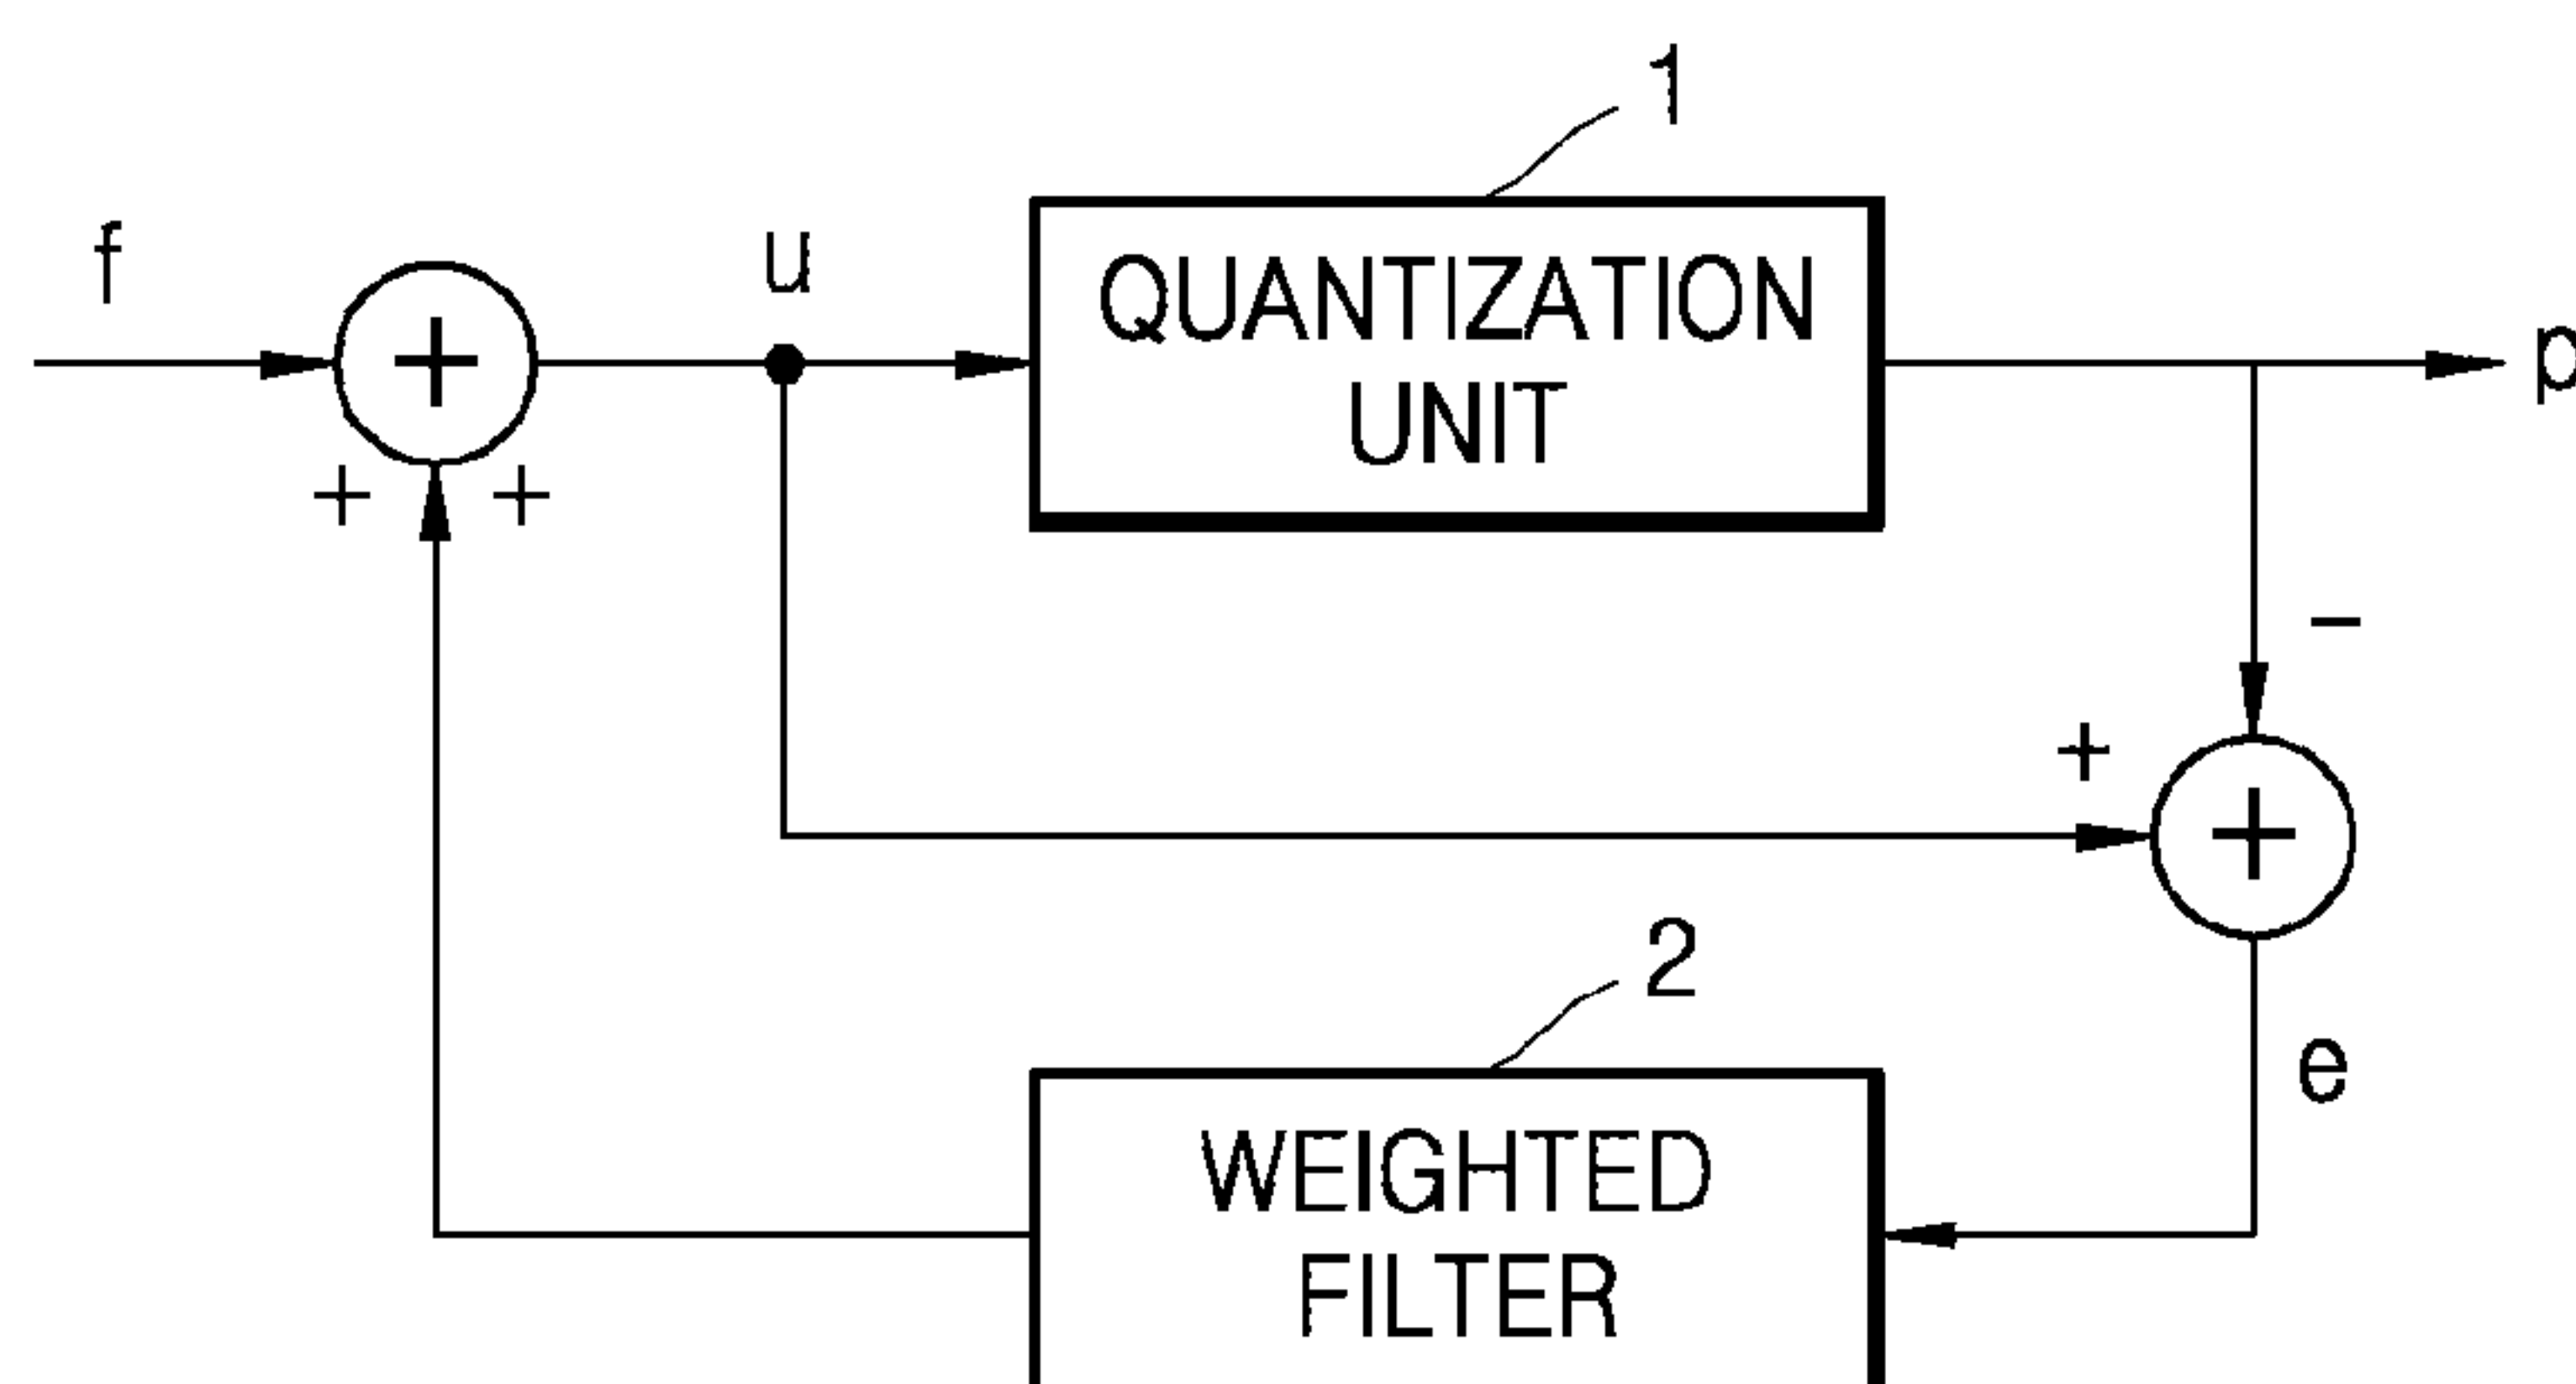 1
f
u
QUANTIZATION
UNIT
p
+
+
+
−
+
+
2
e
WEIGHTED
FILTER